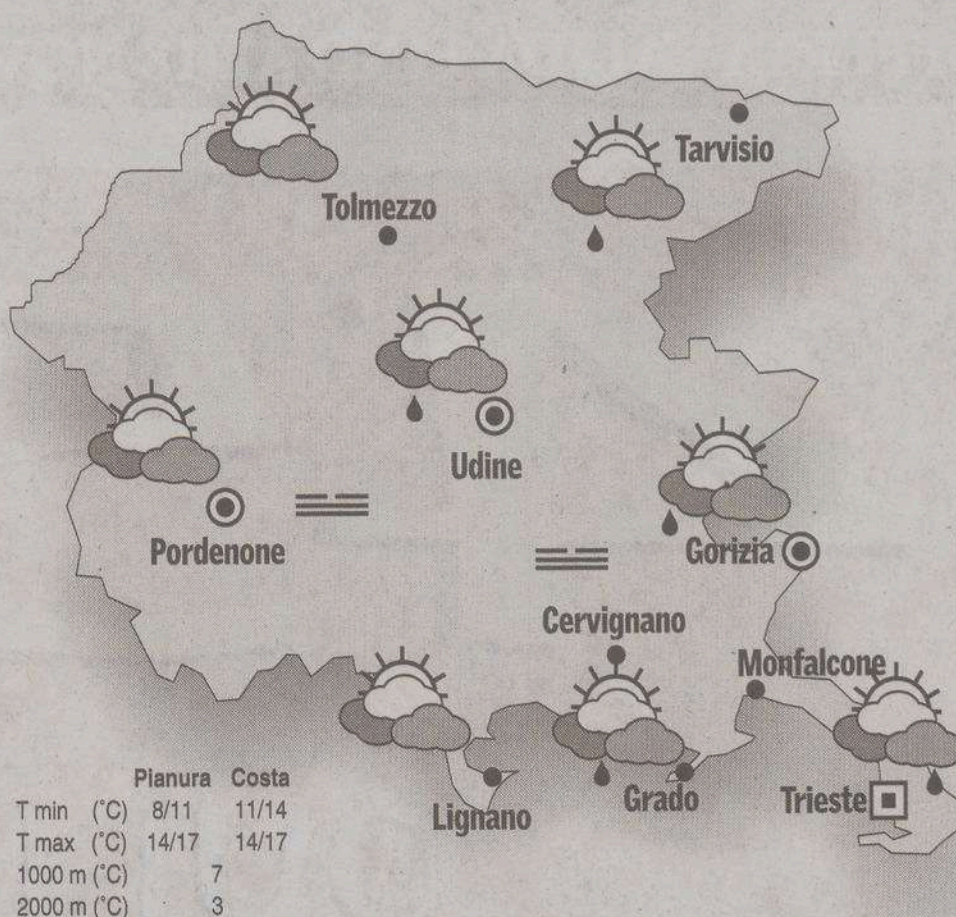 Tarvisio
Tolmezzo
Udine
Pordenone
Gorizia
Cervignano
Monfalcone
Lignano
Grado
Trieste
Pianura Costa
T min (°C) 8/11 11/14
T max (°C) 14/17 14/17
1000 m (°C) 7
2000 m (°C) 3